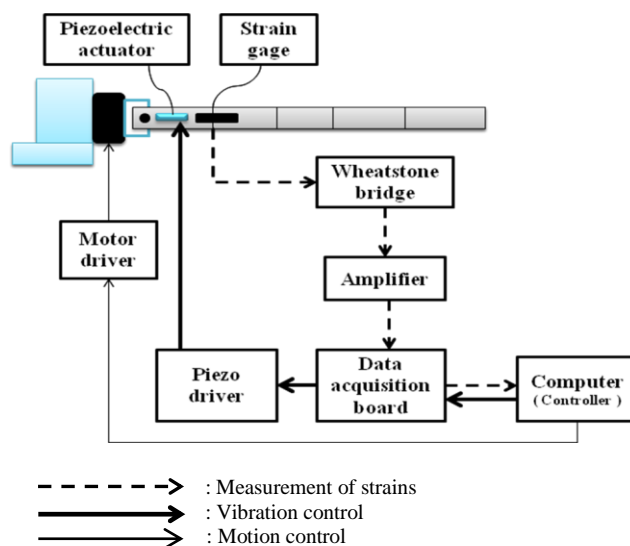 Piezoelectric
actuator
Strain
gage
Wheatstone
bridge
Motor
driver
Amplifier
Piezo
driver
Data
acquisition
board
Computer
( Controller )
: Measurement of strains
: Vibration control
: Motion control